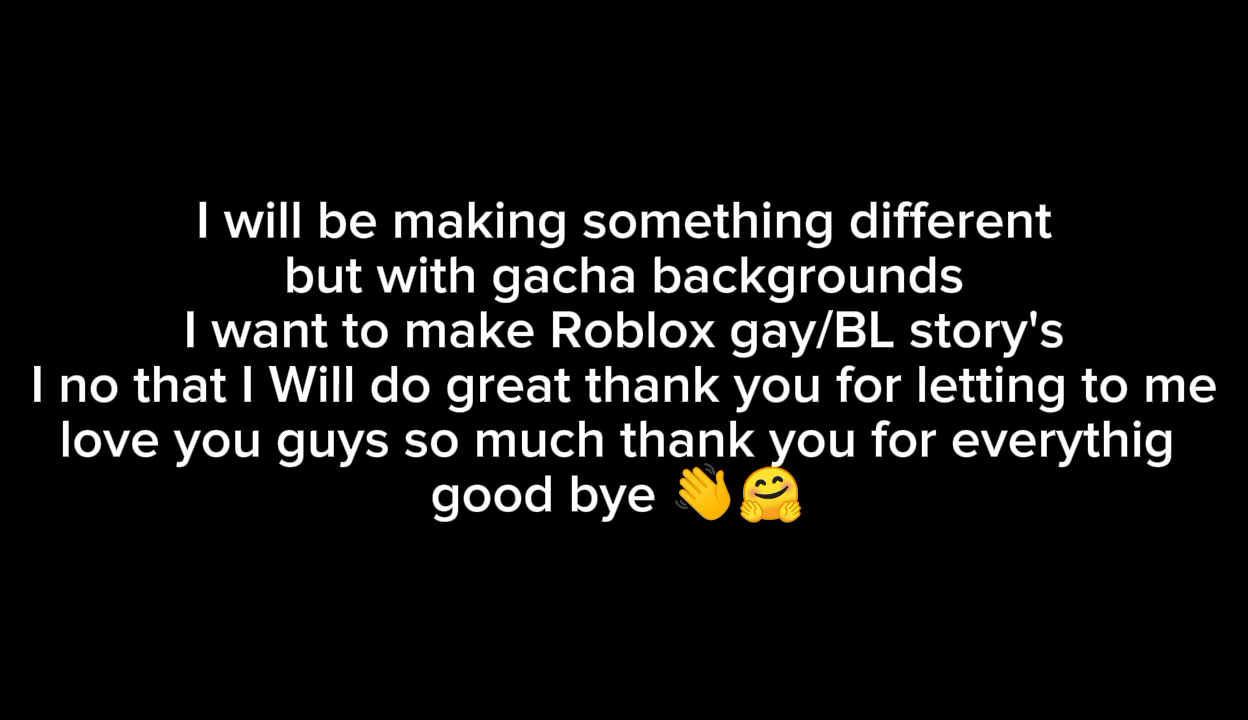 I will be making something different
but with gacha backgrounds
I want to make Roblox gay/BL story's
I no that I Will do great thank you for letting to me
love you guys so much thank you for everythig
good bye 👋🤗